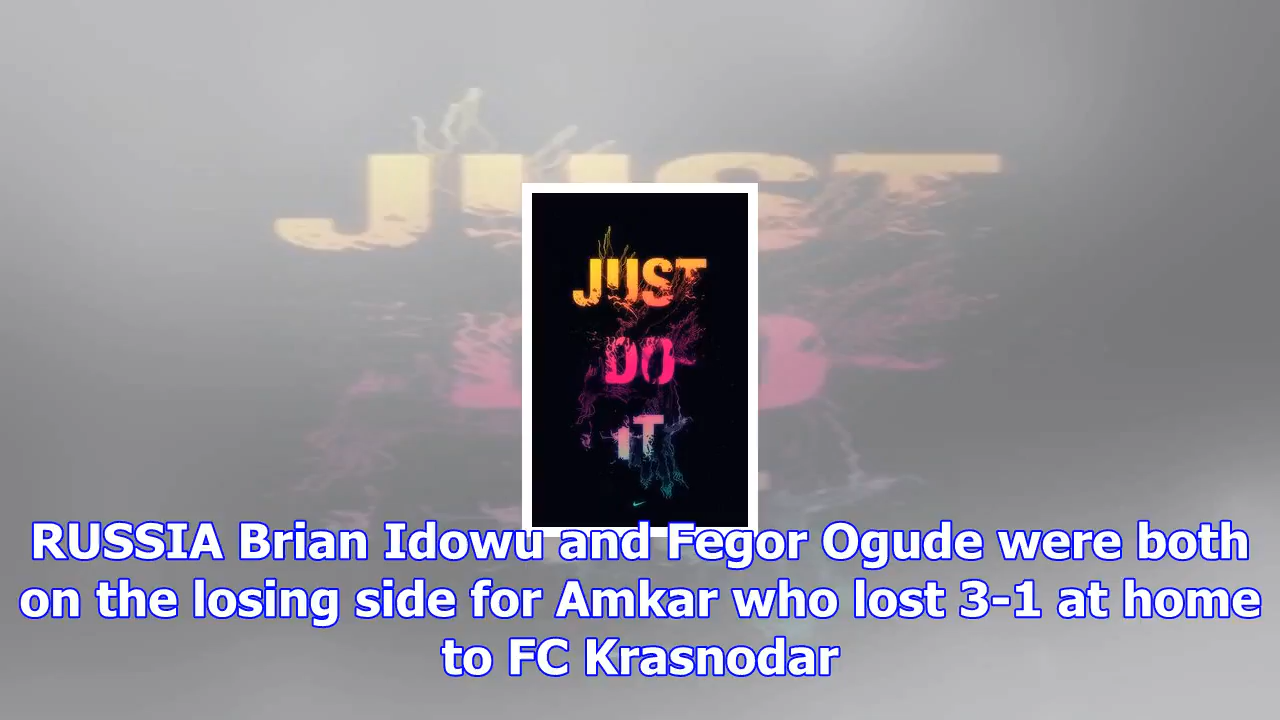 JUST
DO
IT
RUSSIA Brian Idowu and Fegor Ogude were both
on the losing side for Amkar who lost 3-1 at home
to FC Krasnodar